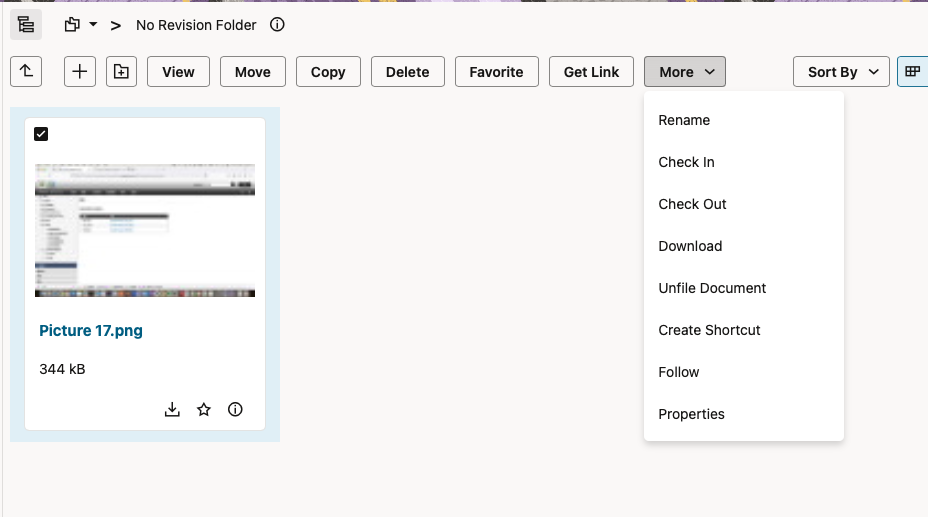 > No Revision Folder
View Move Copy Delete Favorite Get Link More Sort By
Rename
Check In
Check Out
Download
Unfile Document
Create Shortcut
Follow
Properties
Picture 17.png
344 kB